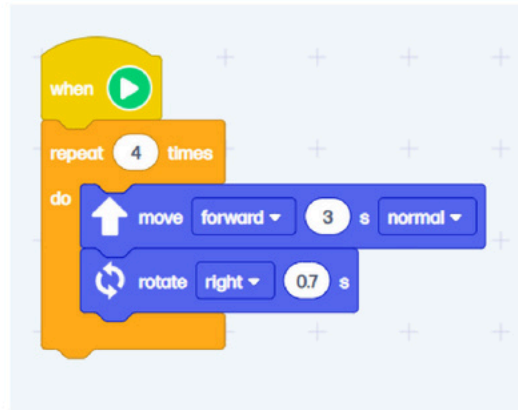 when
repeat 4 times
do
move forward 3 s normal
rotate right 0.7 s